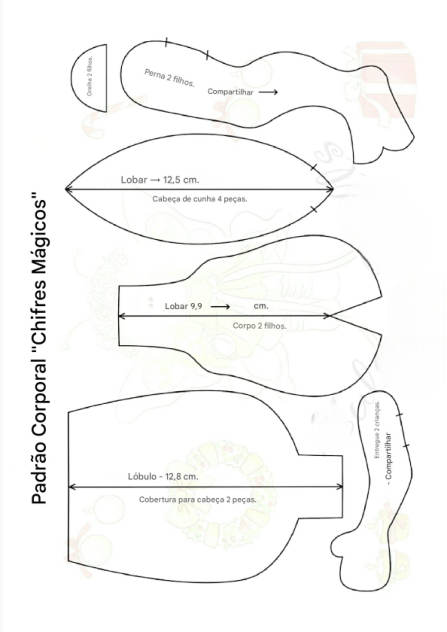 Padrão Corporal "Chifres Mágicos"
Orelha 2 filhos.
Perna 2 filhos.
Compartilhar
Lobar → 12,5 cm.
Cabeça de cunha 4 peças.
Lobar 9,9 → cm.
Corpo 2 filhos.
Lóbulo - 12,8 cm.
Cobertura para cabeça 2 peças.
Entregue 2 crianças.
- Compartilhar